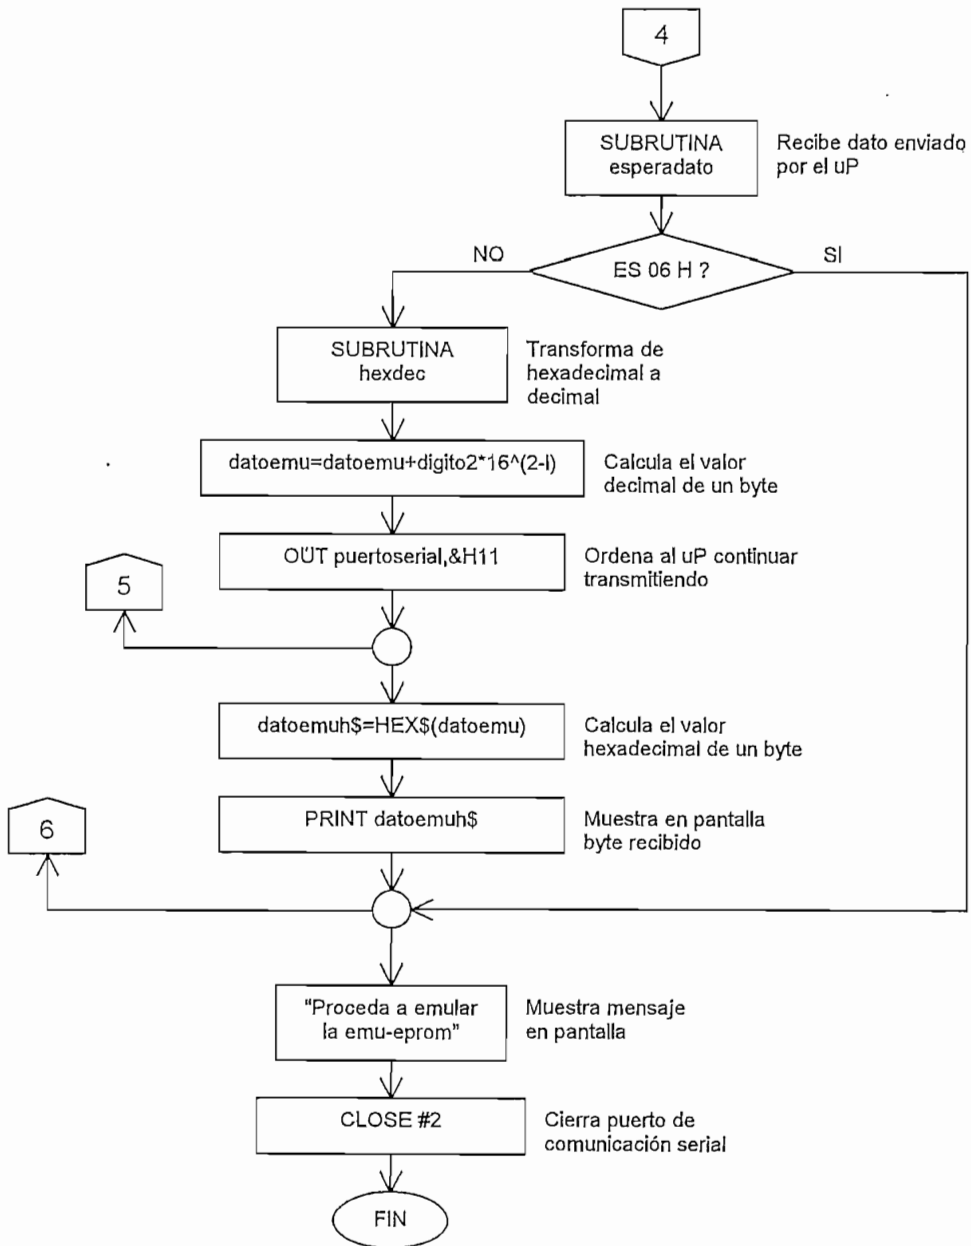 4
SUBRUTINA
esperadato
Recibe dato enviado
por el uP
NO
ES 06 H ?
SI
SUBRUTINA
hexdec
Transforma de
hexadecimal a
decimal
datoemu=datoemu+digito2*16^(2-I)
Calcula el valor
decimal de un byte
OUT puertoserial,&H11
Ordena al uP continuar
transmitiendo
5
datoemuh$=HEX$(datoemu)
Calcula el valor
hexadecimal de un byte
PRINT datoemuh$
Muestra en pantalla
byte recibido
6
"Proceda a emular
la emu-eprom"
Muestra mensaje
en pantalla
CLOSE #2
Cierra puerto de
comunicación serial
FIN